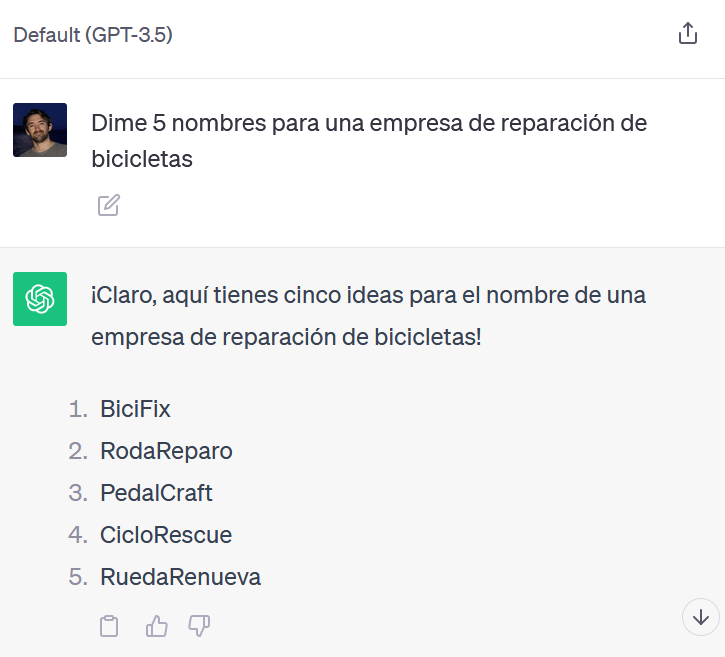 Default (GPT-3.5)
Dime 5 nombres para una empresa de reparación de
bicicletas
¡Claro, aquí tienes cinco ideas para el nombre de una
empresa de reparación de bicicletas!
1. BiciFix
2. RodaReparo
3. PedalCraft
4. CicloRescue
5. RuedaRenueva